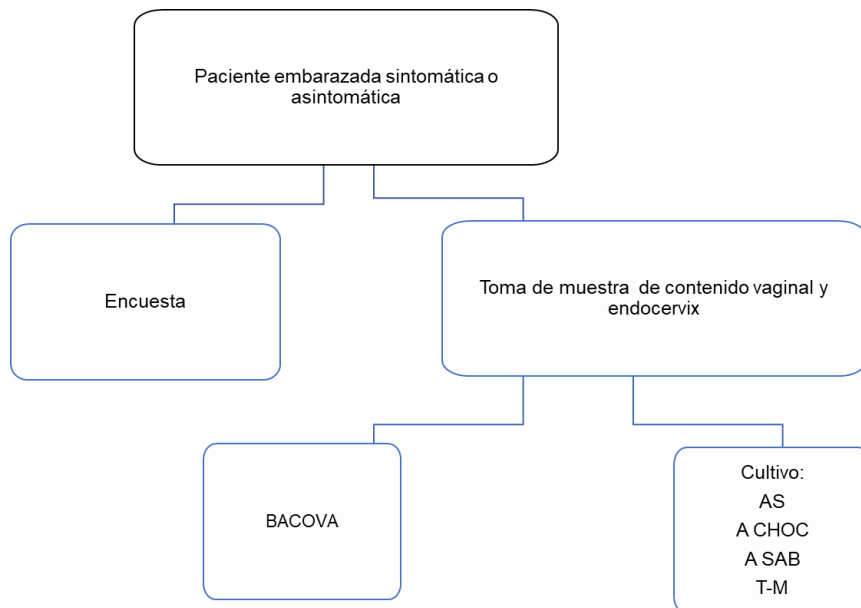 Paciente embarazada sintomática o
asintomática
Encuesta
Toma de muestra de contenido vaginal y
endocervix
BACOVA
Cultivo:
AS
A CHOC
A SAB
T-M